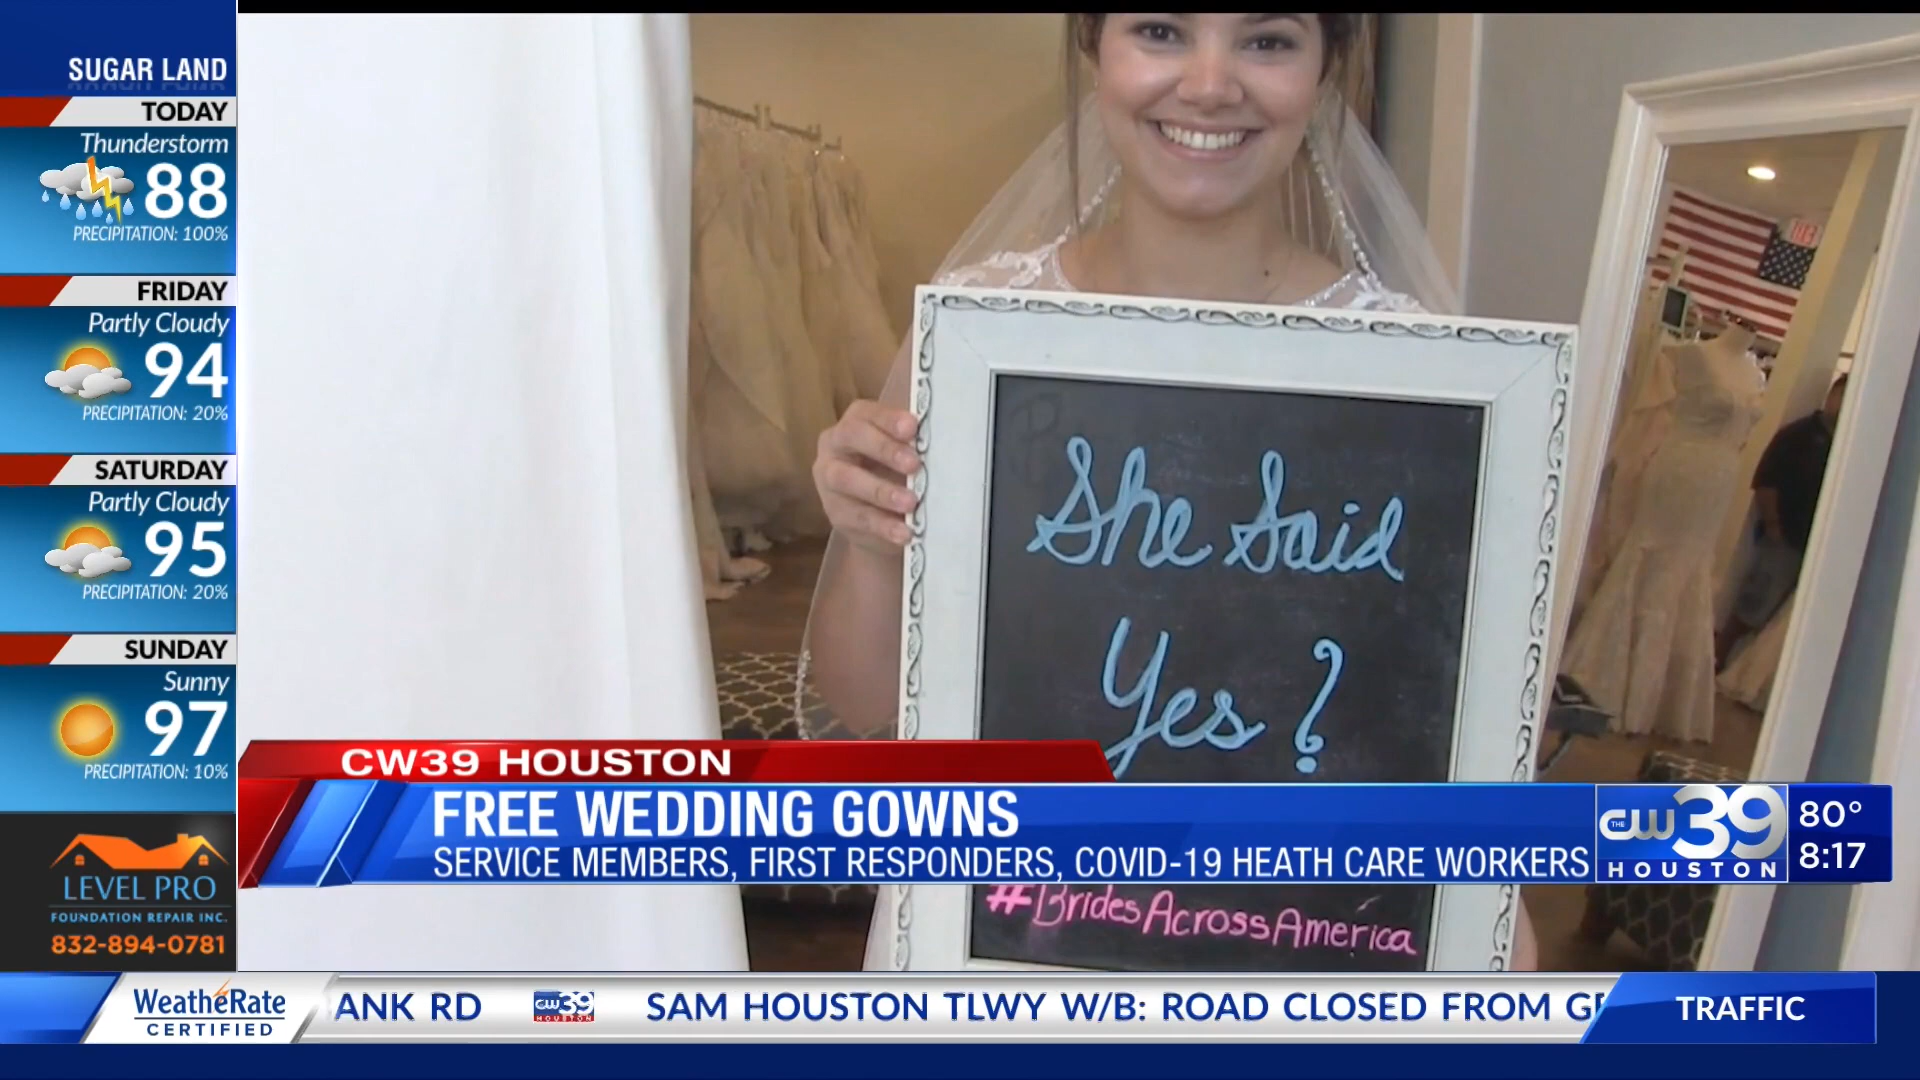 SUGAR LAND
TODAY
Thunderstorm
88
PRECIPITATION: 100%
FRIDAY
Partly Cloudy
94
PRECIPITATION: 20%
SATURDAY
Partly Cloudy
95
PRECIPITATION: 20%
SUNDAY
Sunny
97
PRECIPITATION: 10%
LEVEL PRO
FOUNDATION REPAIR INC.
832-894-0781
She Said
Yes?
CW39 HOUSTON
FREE WEDDING GOWNS
SERVICE MEMBERS, FIRST RESPONDERS, COVID-19 HEATH CARE WORKERS
THE CW39
HOUSTON
80°
8:17
#BridesAcrossAmerica
WeatheRate
CERTIFIED
ANK RD
CW39
HOUSTON
SAM HOUSTON TLWY W/B: ROAD CLOSED FROM
TRAFFIC